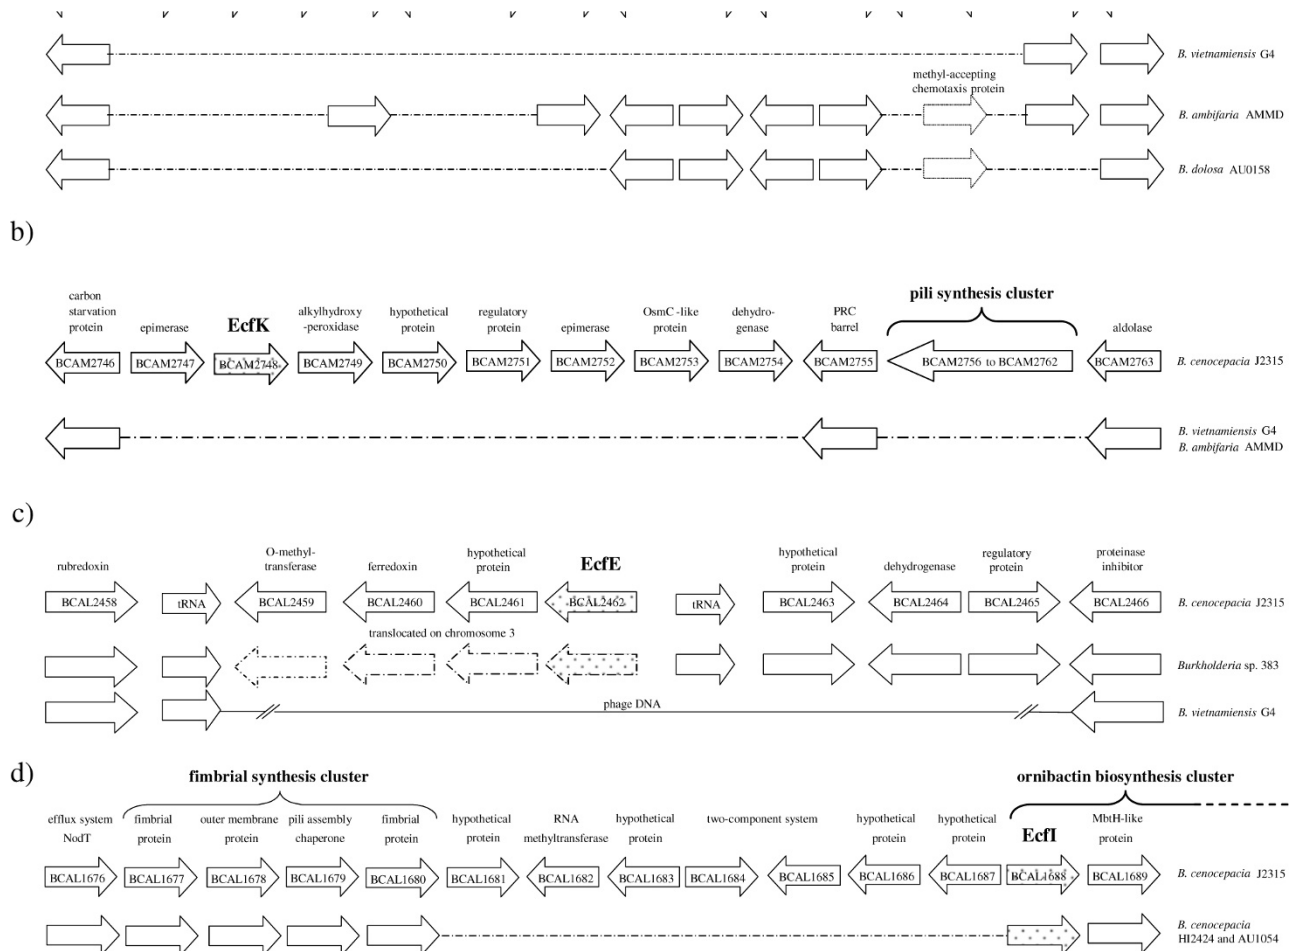 B. vietnamiensis G4
methyl-accepting
chemotaxis protein
B. ambifaria AMMD
B. dolosa AU0158
b)
pili synthesis cluster
carbon
starvation
protein
epimerase
EcfK
alkylhydroxy
-peroxidase
hypothetical
protein
regulatory
protein
epimerase
OsmC -like
protein
dehydro-
genase
PRC
barrel
aldolase
BCAM2746
BCAM2747
BCAM2748
BCAM2749
BCAM2750
BCAM2751
BCAM2752
BCAM2753
BCAM2754
BCAM2755
BCAM2756 to BCAM2762
BCAM2763
B. cenocepacia J2315
B. vietnamiensis G4
B. ambifaria AMMD
c)
rubredoxin
O-methyl-
transferase
ferredoxin
hypothetical
protein
EcfE
hypothetical
protein
dehydrogenase
regulatory
protein
proteinase
inhibitor
BCAL2458
tRNA
BCAL2459
BCAL2460
BCAL2461
BCAL2462
tRNA
BCAL2463
BCAL2464
BCAL2465
BCAL2466
B. cenocepacia J2315
translocated on chromosome 3
Burkholderia sp. 383
phage DNA
B. vietnamiensis G4
d)
fimbrial synthesis cluster
ornibactin biosynthesis cluster
efflux system
NodT
fimbrial
protein
outer membrane
protein
pili assembly
chaperone
fimbrial
protein
hypothetical
protein
RNA
methyltransferase
hypothetical
protein
two-component system
hypothetical
protein
hypothetical
protein
EcfI
MbtH-like
protein
BCAL1676
BCAL1677
BCAL1678
BCAL1679
BCAL1680
BCAL1681
BCAL1682
BCAL1683
BCAL1684
BCAL1685
BCAL1686
BCAL1687
BCAL1688
BCAL1689
B. cenocepacia J2315
B. cenocepacia
HI2424 and AU1054